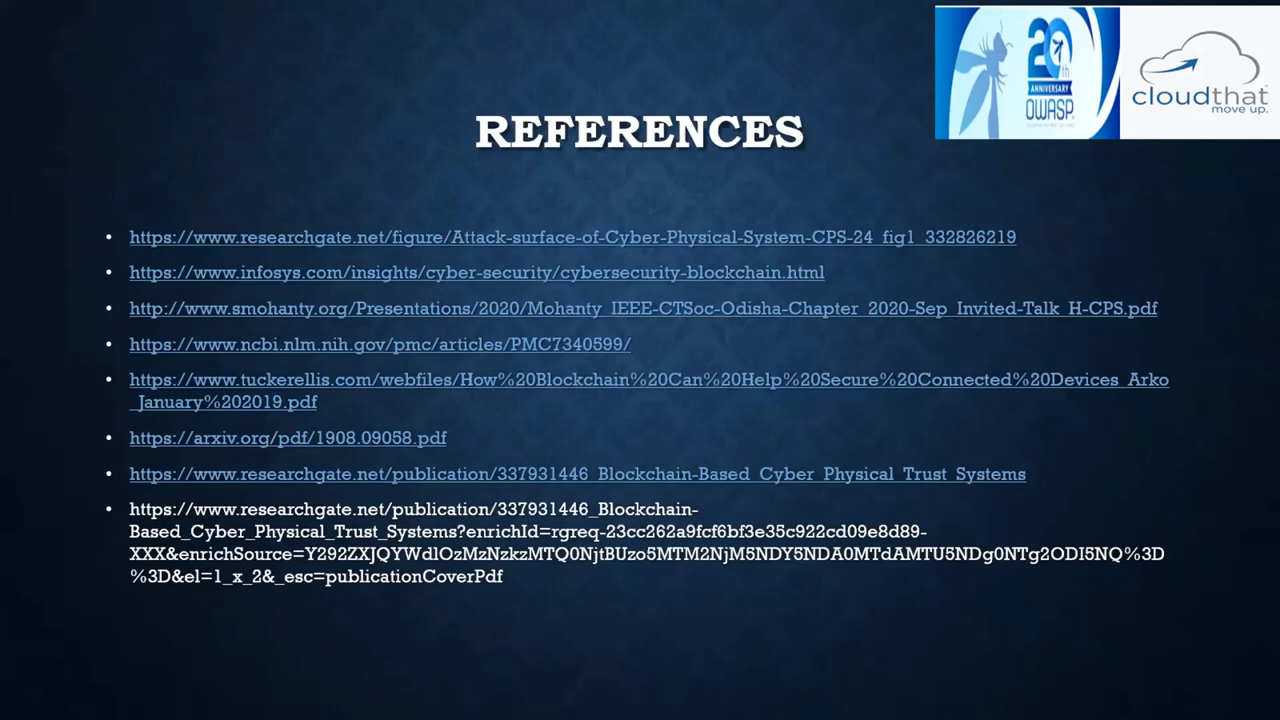 20th
ANNIVERSARY
OWASP
cloudthat
move up.
REFERENCES
• https://www.researchgate.net/figure/Attack-surface-of-Cyber-Physical-System-CPS-24_fig1_332826219
• https://www.infosys.com/insights/cyber-security/cybersecurity-blockchain.html
• http://www.smohanty.org/Presentations/2020/Mohanty_IEEE-CTSoc-Odisha-Chapter_2020-Sep_Invited-Talk_H-CPS.pdf
• https://www.ncbi.nlm.nih.gov/pmc/articles/PMC7340599/
• https://www.tuckerellis.com/webfiles/How%20Blockchain%20Can%20Help%20Secure%20Connected%20Devices_Arko
_January%202019.pdf
• https://arxiv.org/pdf/1908.09058.pdf
• https://www.researchgate.net/publication/337931446_Blockchain-Based_Cyber_Physical_Trust_Systems
• https://www.researchgate.net/publication/337931446_Blockchain-
Based_Cyber_Physical_Trust_Systems?enrichId=rgreq-23cc262a9fcf6bf3e35c922cd09e8d89-
XXX&enrichSource=Y292ZXJQYWdlOzMzNzkzMTQ0NjtBUzo5MTM2NjM5NDY5NDA0MTdAMTU5NDg0NTg2ODI5NQ%3D
%3D&el=1_x_2&_esc=publicationCoverPdf